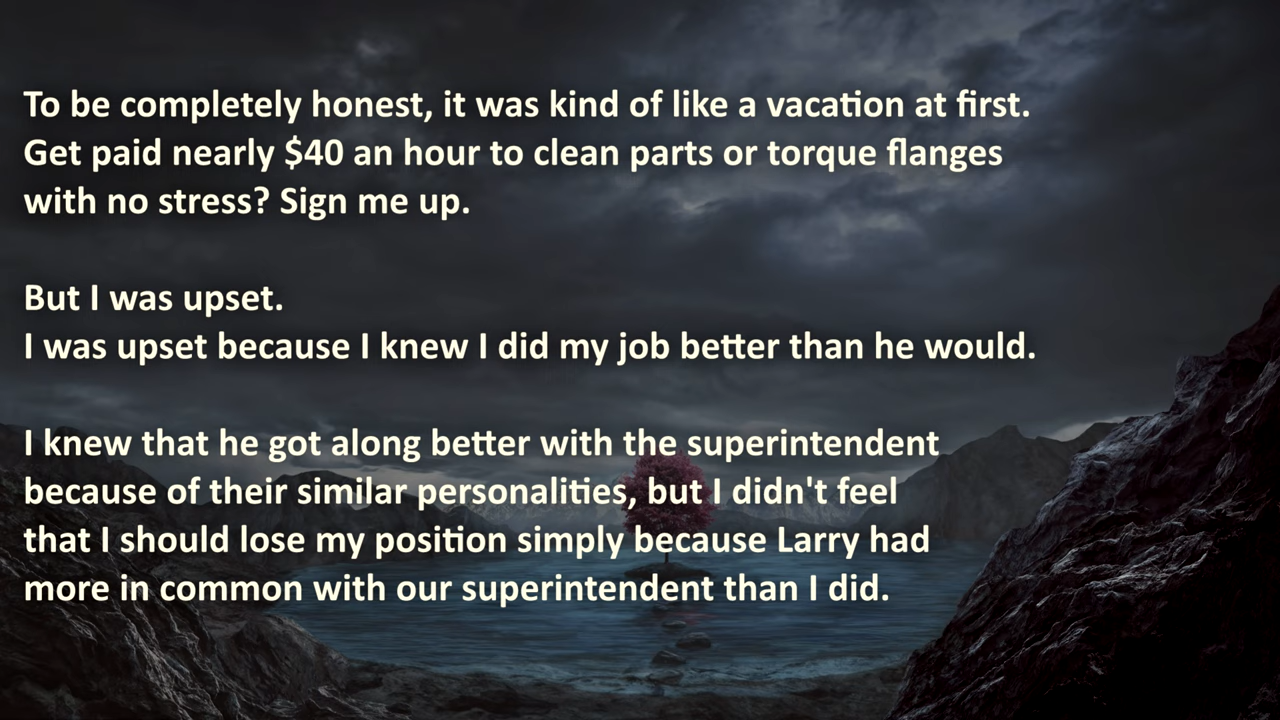 To be completely honest, it was kind of like a vacation at first.
Get paid nearly $40 an hour to clean parts or torque flanges
with no stress? Sign me up.
But I was upset.
I was upset because I knew I did my job better than he would.
I knew that he got along better with the superintendent
because of their similar personalities, but I didn't feel
that I should lose my position simply because Larry had
more in common with our superintendent than I did.